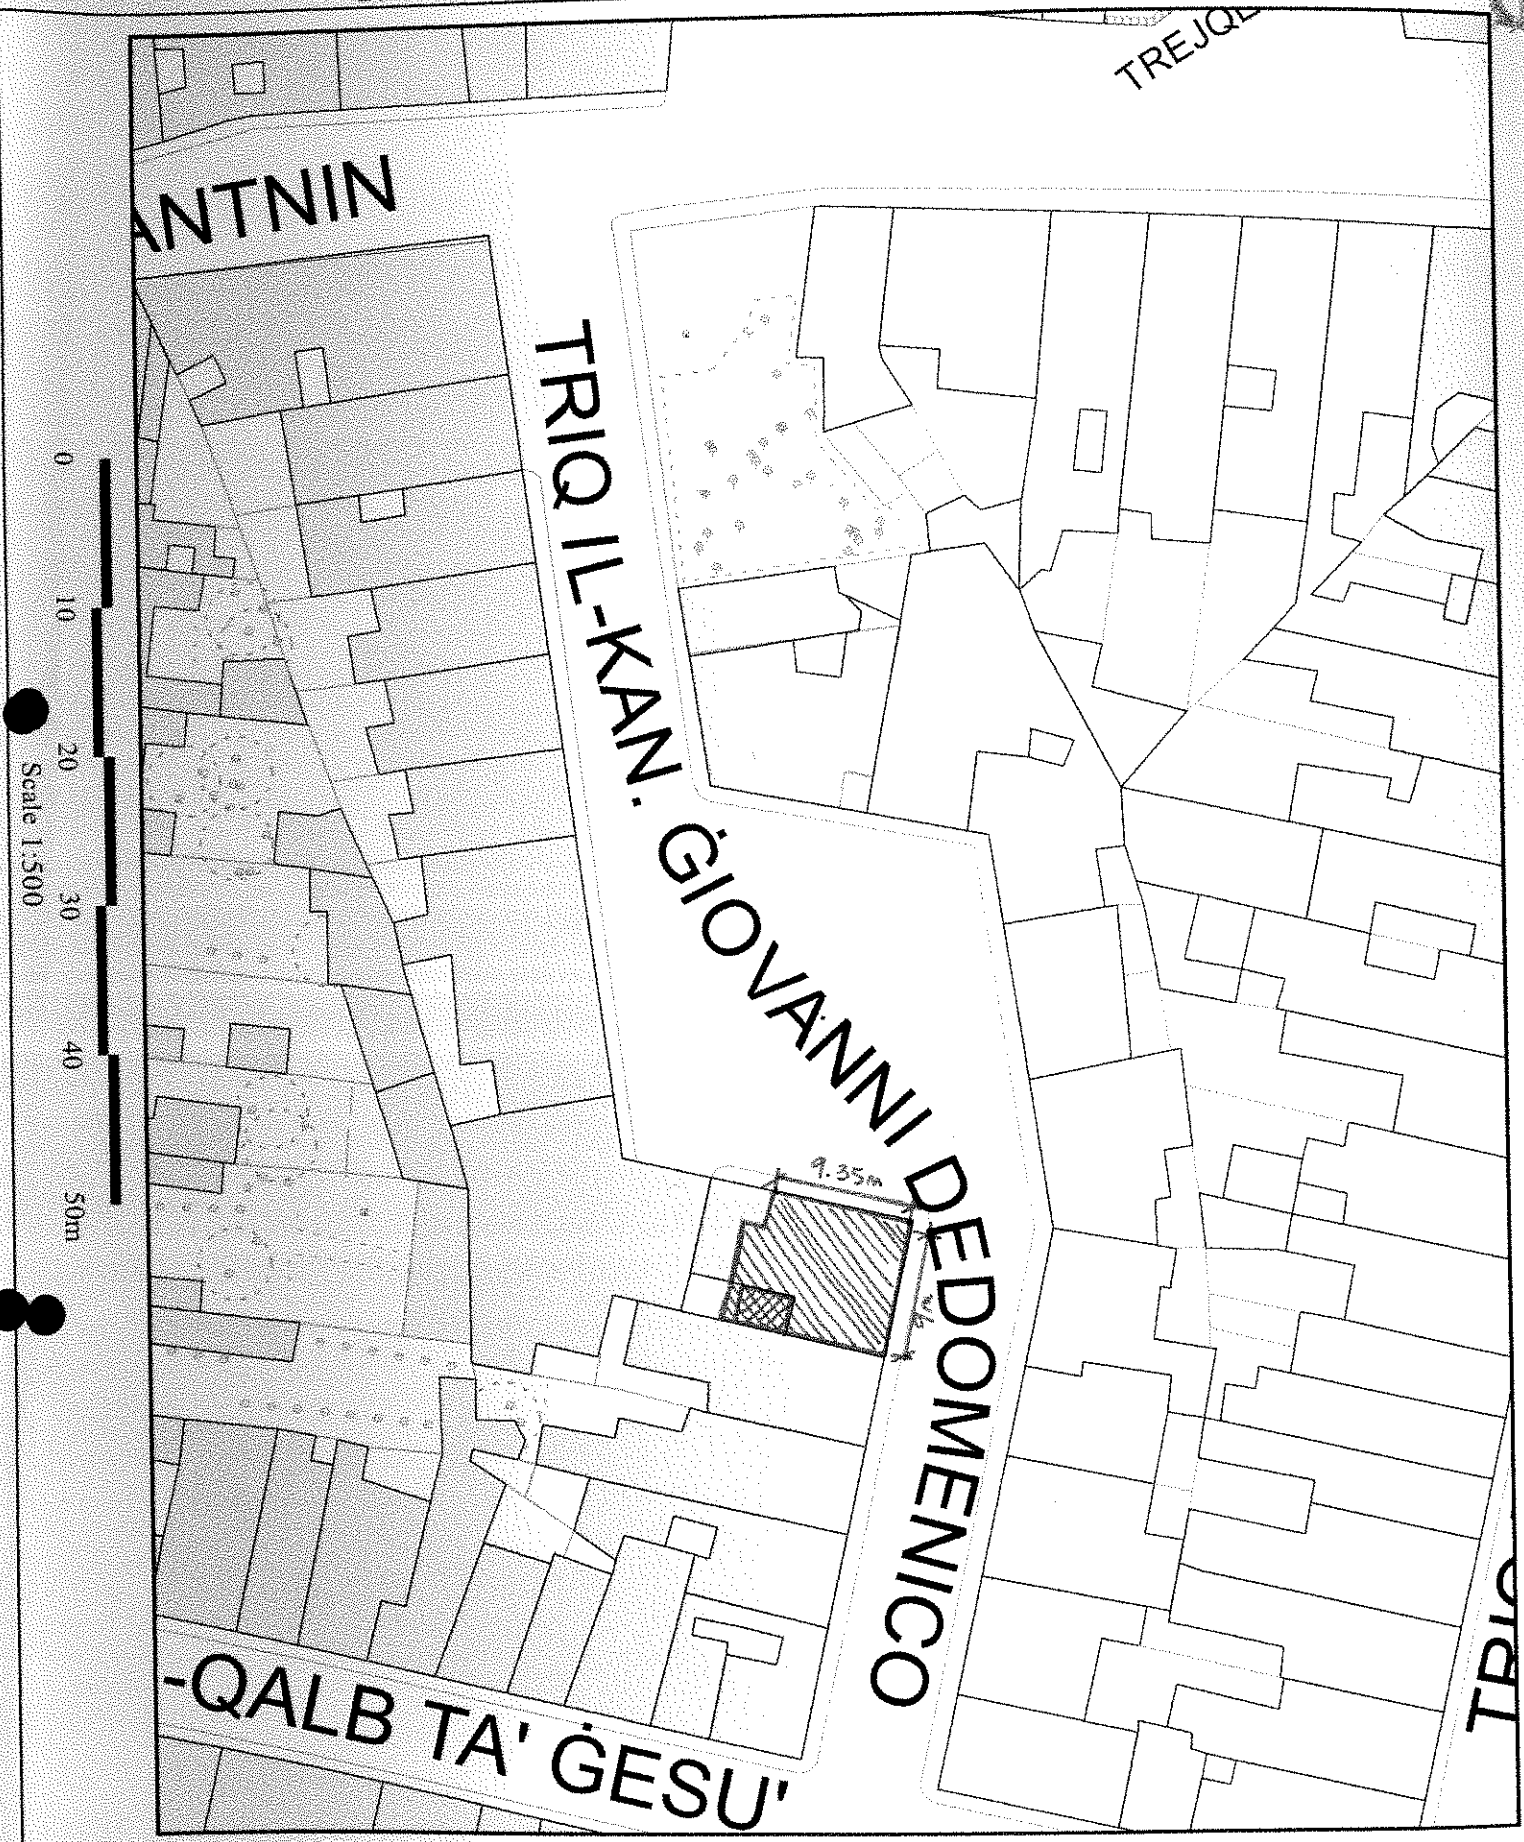 TREJQE
ANTNIN
TRIQ IL-KAN. ĠIOVANNI DEDOMENICO
9.35m
-QALB TA' ĠESU'
TRIQ
0
10
20
30
40
50m
Scale 1:500